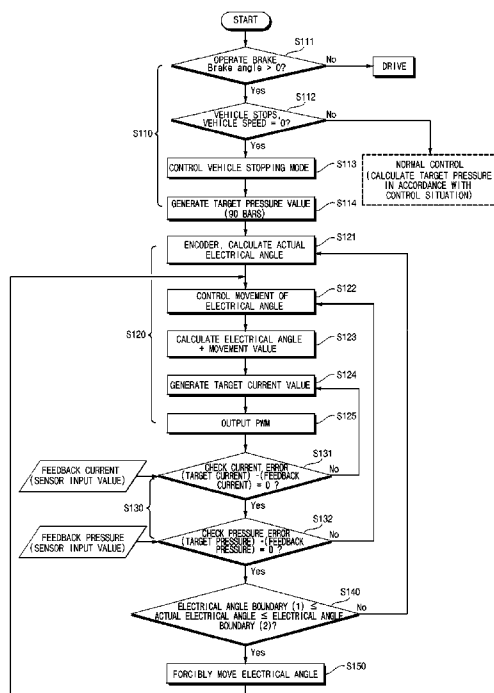 START
S111
OPERATE BRAKE
Brake angle > 0?
No
DRIVE
Yes
S112
VEHICLE STOPS,
VEHICLE SPEED = 0?
No
S110
Yes
S113
CONTROL VEHICLE STOPPING MODE
NORMAL CONTROL
(CALCULATE TARGET PRESSURE
IN ACCORDANCE WITH
CONTROL SITUATION)
S114
GENERATE TARGET PRESSURE VALUE
(90 BARS)
S121
ENCODER, CALCULATE ACTUAL
ELECTRICAL ANGLE
S122
CONTROL MOVEMENT OF
ELECTRICAL ANGLE
S120
S123
CALCULATE ELECTRICAL ANGLE
+ MOVEMENT VALUE
S124
GENERATE TARGET CURRENT VALUE
S125
OUTPUT PWM
S131
FEEDBACK CURRENT
(SENSOR INPUT VALUE)
CHECK CURRENT ERROR
(TARGET CURRENT) -(FEEDBACK
CURRENT) = 0 ?
No
Yes
S130
S132
FEEDBACK PRESSURE
(SENSOR INPUT VALUE)
CHECK PRESSURE ERROR
(TARGET PRESSURE) -(FEEDBACK
PRESSURE) = 0 ?
No
Yes
S140
ELECTRICAL ANGLE BOUNDARY (1) ≤
ACTUAL ELECTRICAL ANGLE ≤ ELECTRICAL ANGLE
BOUNDARY (2)?
No
Yes
S150
FORCIBLY MOVE ELECTRICAL ANGLE